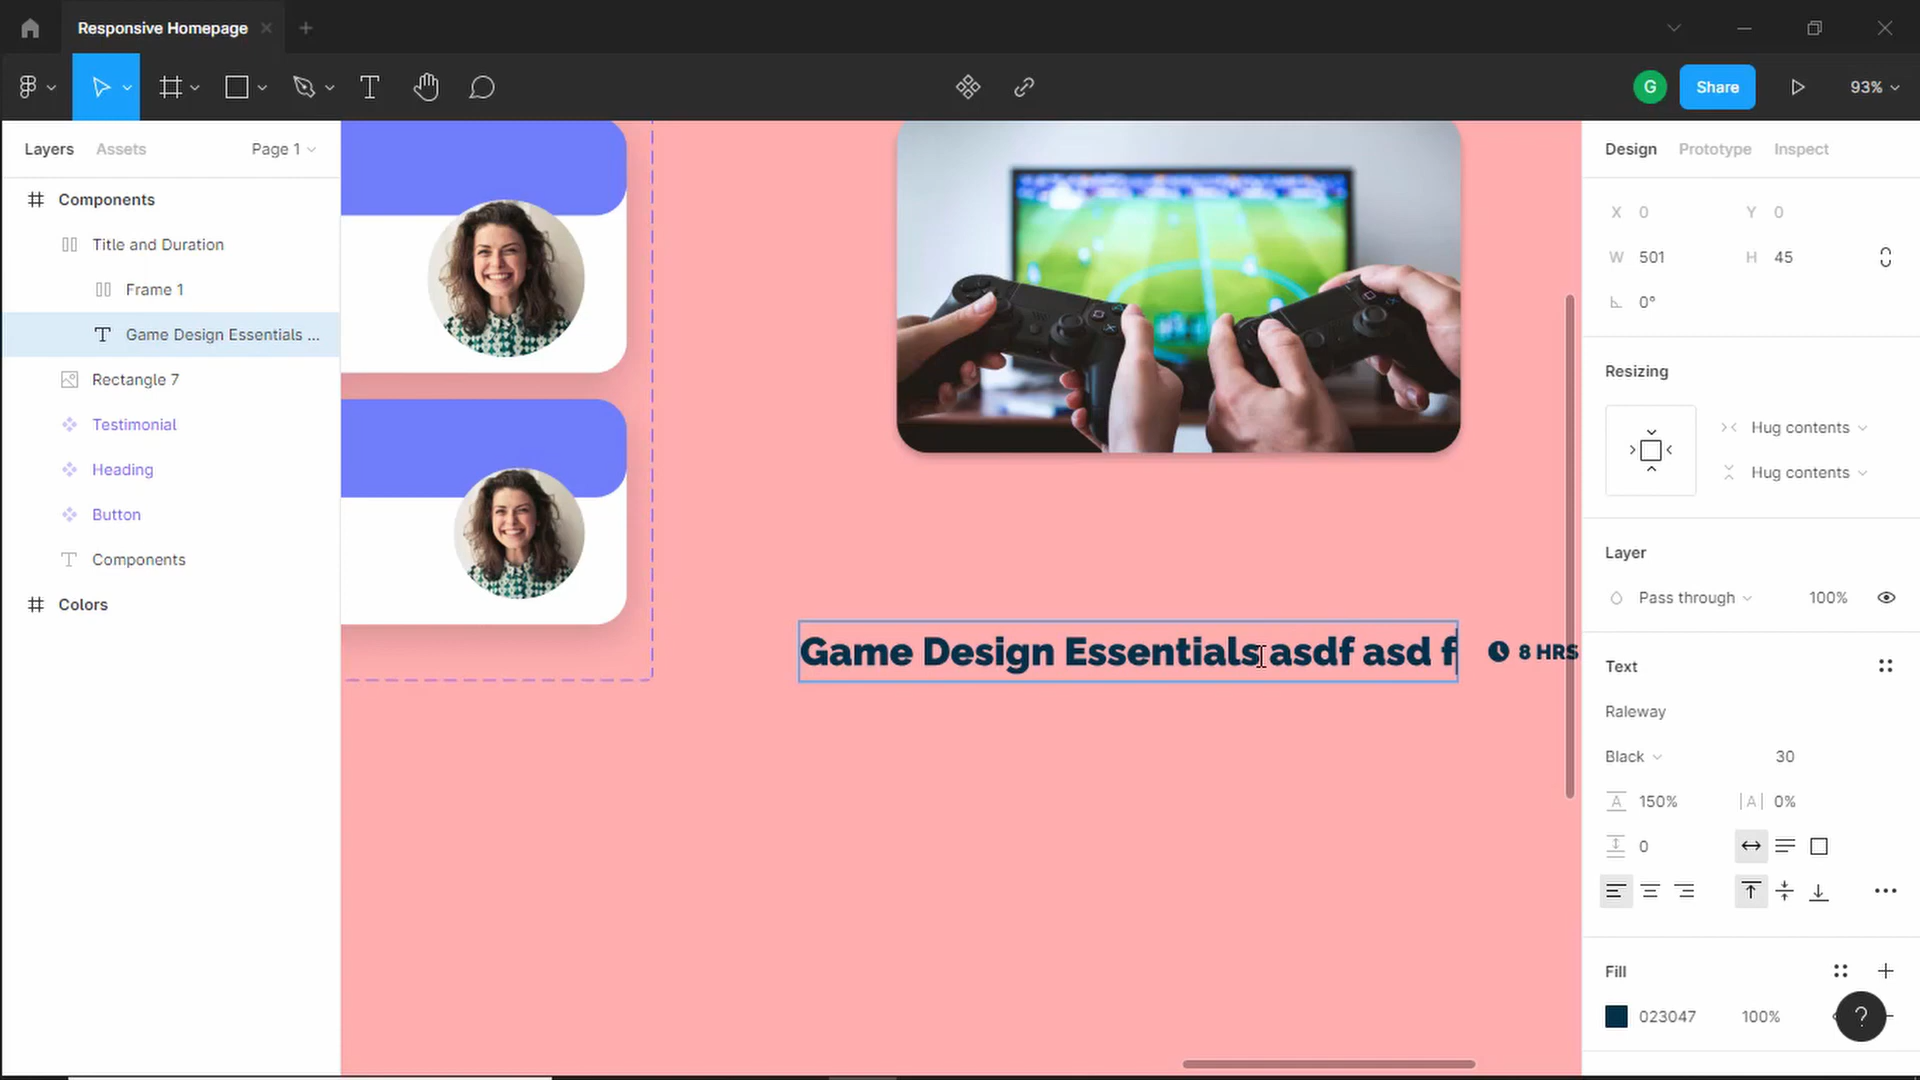 Responsive Homepage
G
Share
93%
Layers
Assets
Page 1
Components
Title and Duration
Frame 1
Game Design Essentials ...
Rectangle 7
Testimonial
Heading
Button
Components
Colors
Game Design Essentials asdf asd f
8 HRS
Design
Prototype
Inspect
X 0
Y 0
W 501
H 45
0°
Resizing
Hug contents
Hug contents
Layer
Pass through
100%
Text
Raleway
Black
30
A 150%
|A| 0%
0
Fill
023047
100%
?